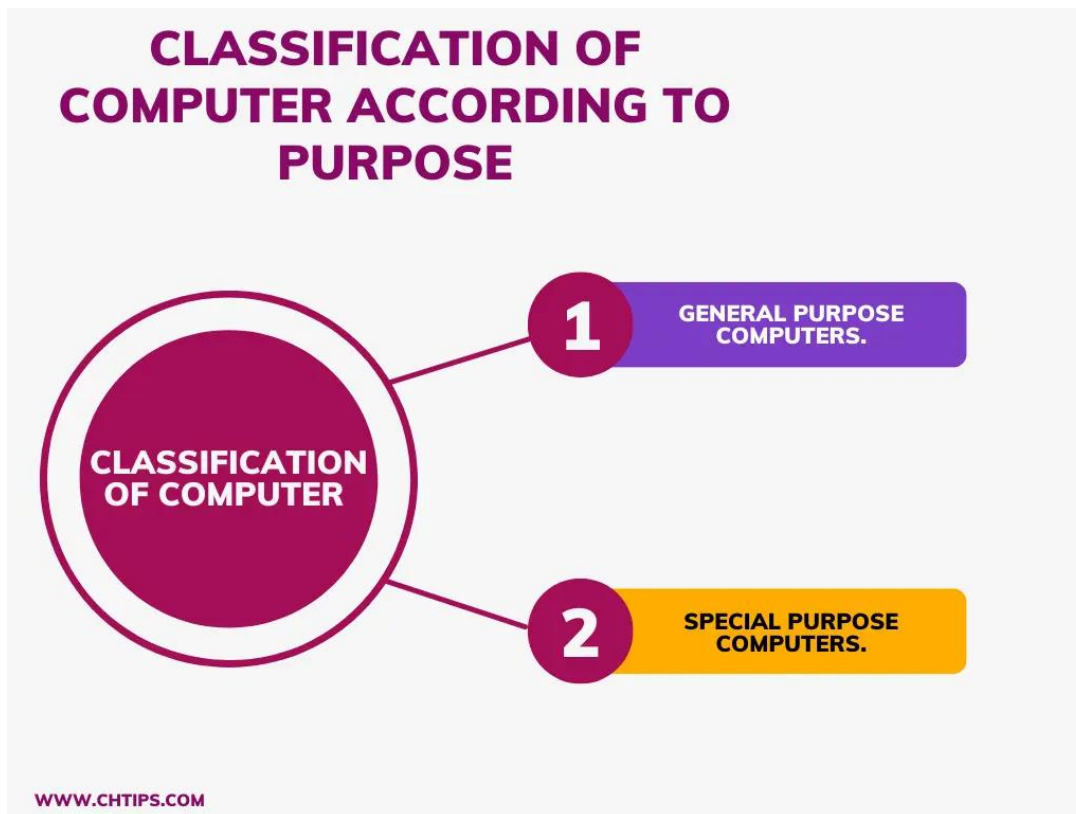 CLASSIFICATION OF
COMPUTER ACCORDING TO
PURPOSE
1
GENERAL PURPOSE
COMPUTERS.
CLASSIFICATION
OF COMPUTER
2
SPECIAL PURPOSE
COMPUTERS.
WWW.CHTIPS.COM